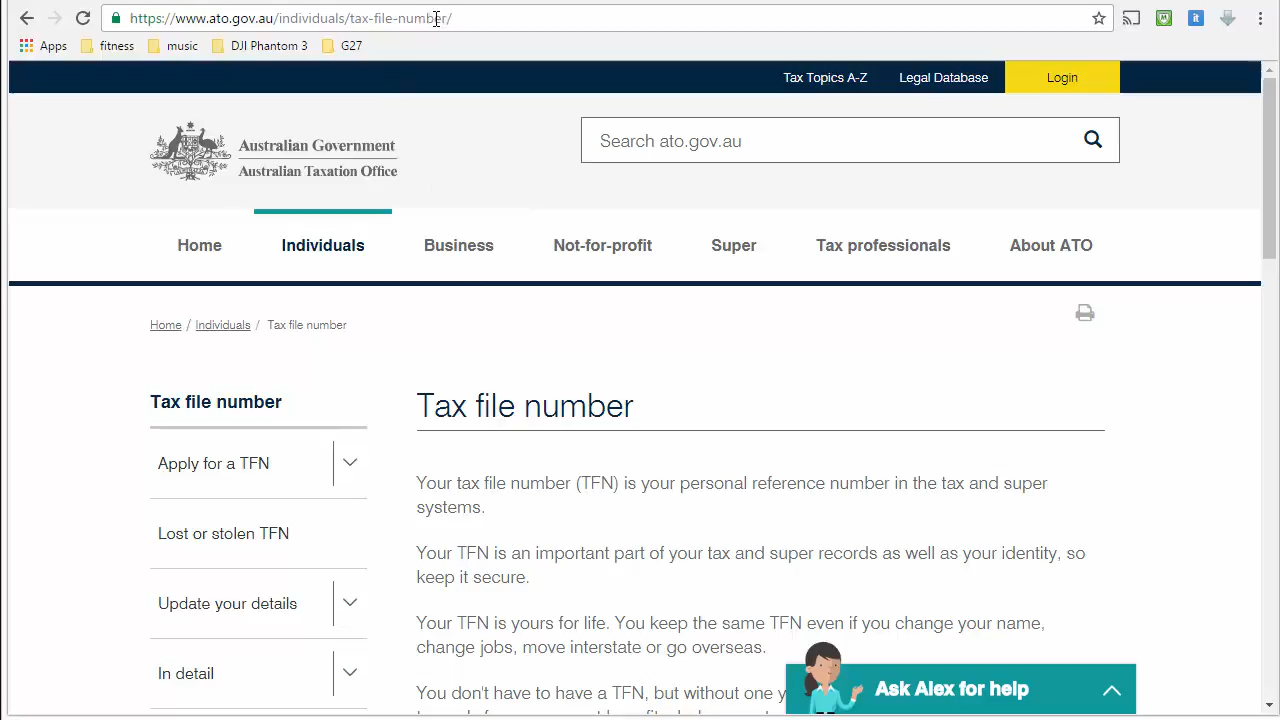 https://www.ato.gov.au/individuals/tax-file-number/
Apps fitness music DJI Phantom 3 G27
Tax Topics A-Z Legal Database Login
Australian Government
Australian Taxation Office
Search ato.gov.au
Home Individuals Business Not-for-profit Super Tax professionals About ATO
Home / Individuals / Tax file number
Tax file number
Apply for a TFN
Lost or stolen TFN
Update your details
In detail
Tax file number
Your tax file number (TFN) is your personal reference number in the tax and super
systems.
Your TFN is an important part of your tax and super records as well as your identity, so
keep it secure.
Your TFN is yours for life. You keep the same TFN even if you change your name,
change jobs, move interstate or go overseas.
You don't have to have a TFN, but without one
Ask Alex for help